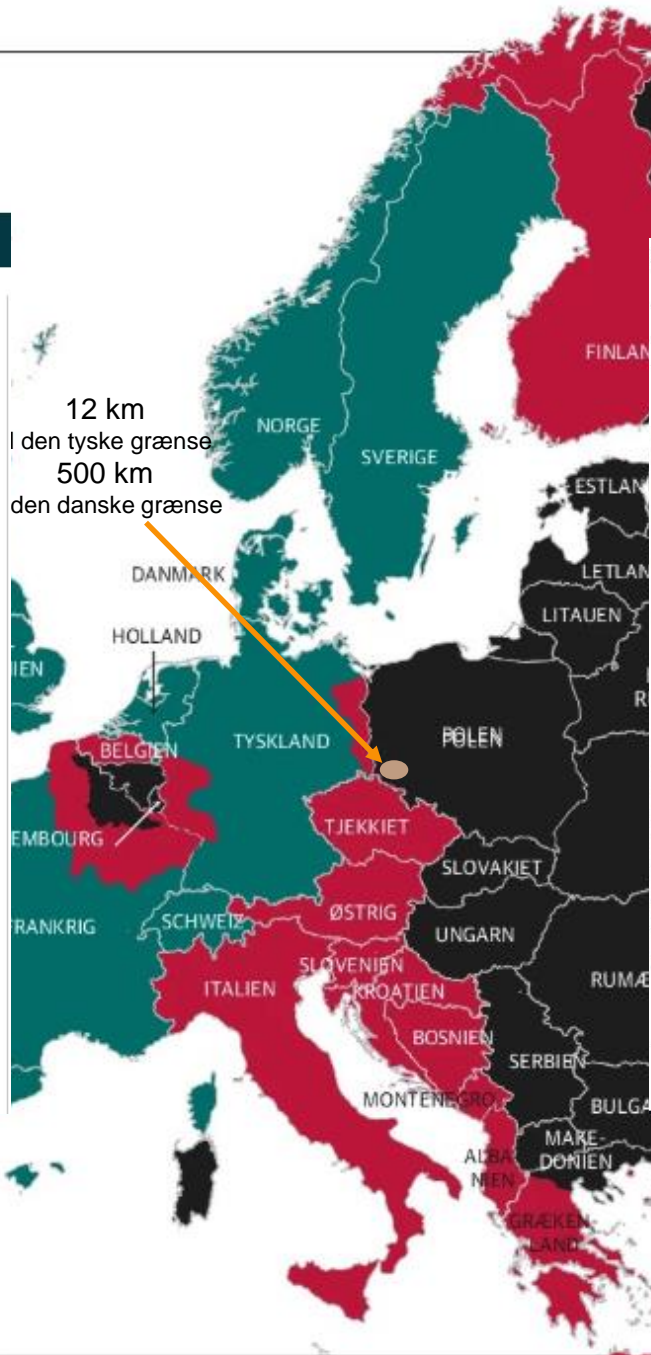 12 km
l den tyske grænse
500 km
den danske grænse
NORGE
SVERIGE
FINLAN
ESTLAN
LETLAN
LITAUEN
DANMARK
HOLLAND
IEN
BELGIEN
TYSKLAND
POLEN
POLEN
EMBOURG
TJEKKIET
SLOVAKIET
FRANKRIG
SCHWEIZ
ØSTRIG
UNGARN
SLOVENIEN
ITALIEN
KROATIEN
RUMÆ
BOSNIEN
SERBIEN
MONTENEGRO
BULGA
MAKE-
DONIEN
ALBA-
NIEN
GRÆKEN-
LAND